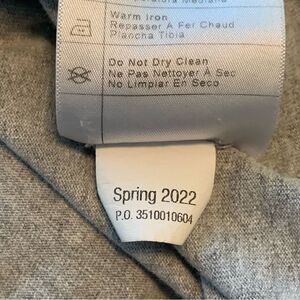 Warm Iron
Repasser À Fer Chaud
Plancha Tibia
Do Not Dry Clean
Ne Pas Nettoyer À Sec
No Limpiar En Seco
Spring 2022
P.O. 3510010604